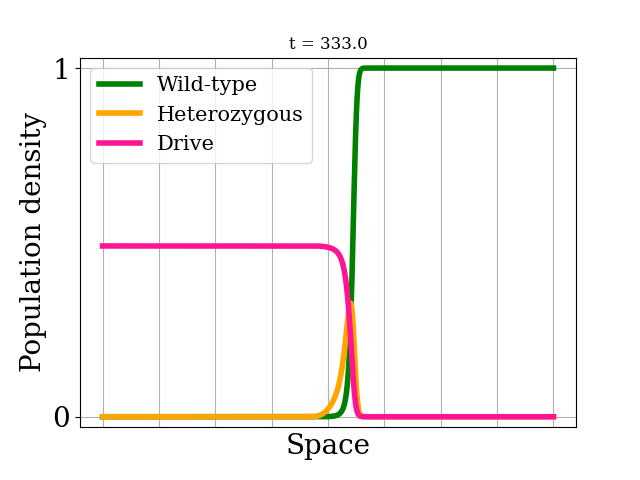 t = 333.0
1
Wild-type
Heterozygous
Drive
Population density
0
Space